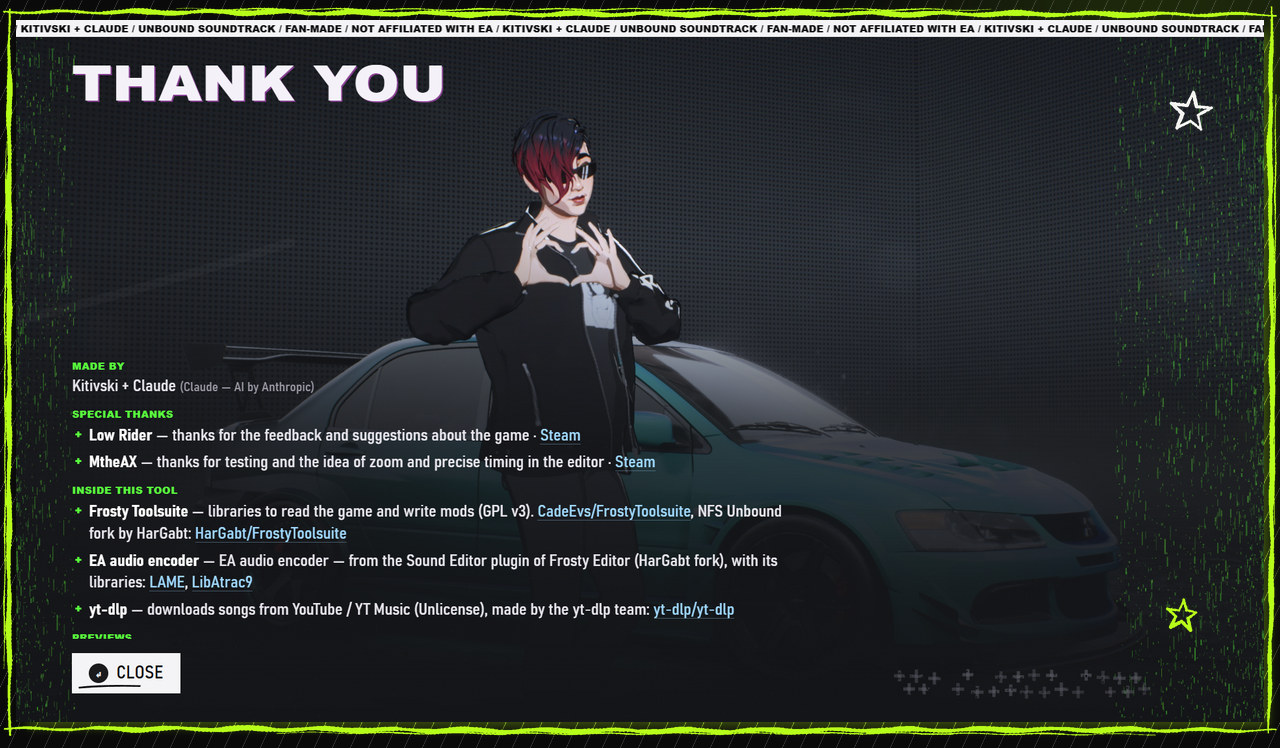 KITIVSKI + CLAUDE / UNBOUND SOUNDTRACK / FAN-MADE / NOT AFFILIATED WITH EA / KITIVSKI + CLAUDE / UNBOUND SOUNDTRACK / FAN-MADE / NOT AFFILIATED WITH EA / KITIVSKI + CLAUDE / UNBOUND SOUNDTRACK / FA
THANK YOU
MADE BY
Kitivski + Claude (Claude — AI by Anthropic)
SPECIAL THANKS
+ Low Rider — thanks for the feedback and suggestions about the game · Steam
+ MtheAX — thanks for testing and the idea of zoom and precise timing in the editor · Steam
INSIDE THIS TOOL
+ Frosty Toolsuite — libraries to read the game and write mods (GPL v3). CadeEvs/FrostyToolsuite, NFS Unbound
fork by HarGabt: HarGabt/FrostyToolsuite
+ EA audio encoder — EA audio encoder — from the Sound Editor plugin of Frosty Editor (HarGabt fork), with its
libraries: LAME, LibAtrac9
+ yt-dlp — downloads songs from YouTube / YT Music (Unlicense), made by the yt-dlp team: yt-dlp/yt-dlp
PREVIEWS
CLOSE